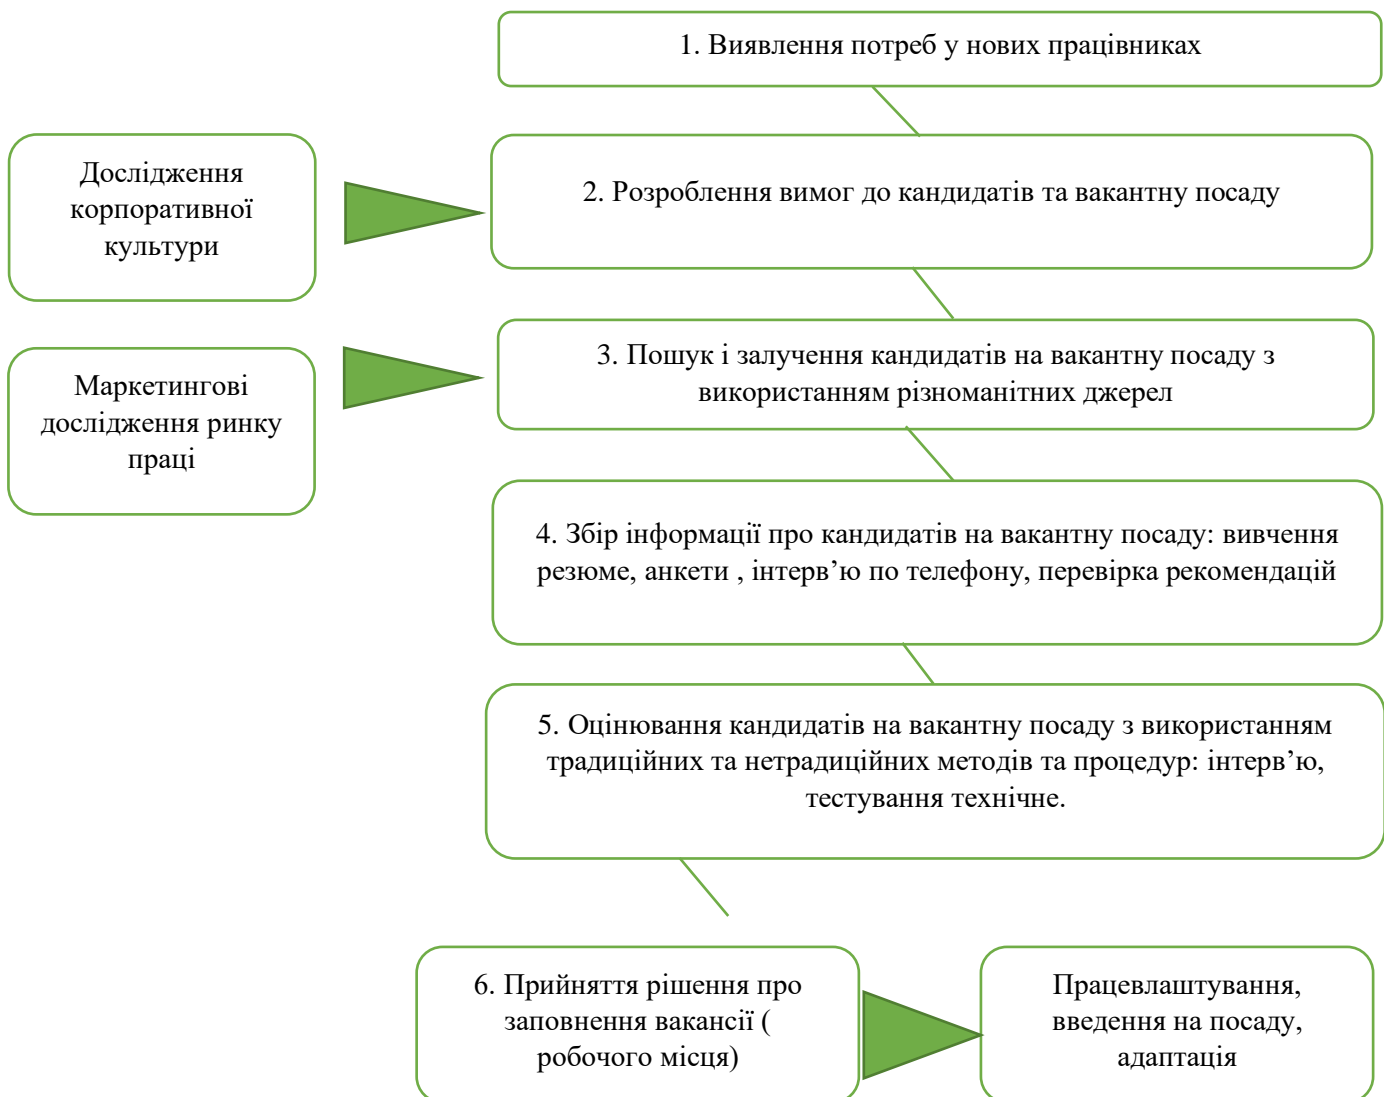 1. Виявлення потреб у нових працівниках
Дослідження
корпоративної
культури
2. Розроблення вимог до кандидатів та вакантну посаду
Маркетингові
дослідження ринку
праці
3. Пошук і залучення кандидатів на вакантну посаду з
використанням різноманітних джерел
4. Збір інформації про кандидатів на вакантну посаду: вивчення
резюме, анкети , інтерв’ю по телефону, перевірка рекомендацій
5. Оцінювання кандидатів на вакантну посаду з використанням
традиційних та нетрадиційних методів та процедур: інтерв’ю,
тестування технічне.
6. Прийняття рішення про
заповнення вакансії (
робочого місця)
Працевлаштування,
введення на посаду,
адаптація